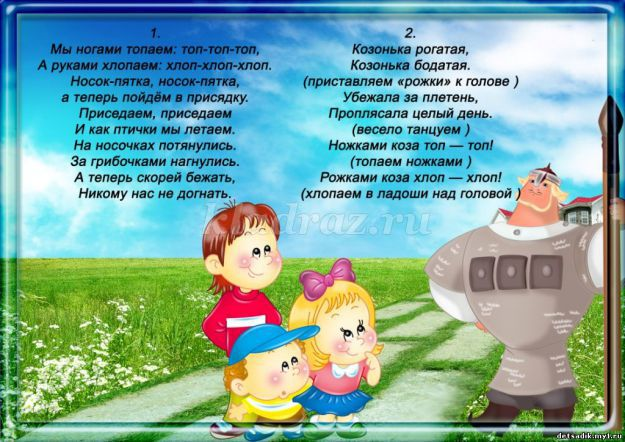 1.
Мы ногами топаем: топ-топ-топ,
А руками хлопаем: хлоп-хлоп-хлоп.
Носок-пятка, носок-пятка,
а теперь пойдём в присядку.
Приседаем, приседаем
И как птички мы летаем.
На носочках потянулись.
За грибочками нагнулись.
А теперь скорей бежать,
Никому нас не догнать.
2.
Козонька рогатая,
Козонька бодатая.
(приставляем «рожки» к голове )
Убежала за плетень,
Проплясала целый день.
(весело танцуем )
Ножками коза топ — топ!
(топаем ножками )
Рожками коза хлоп — хлоп!
(хлопаем в ладоши над головой )
detsadik.my1.ru